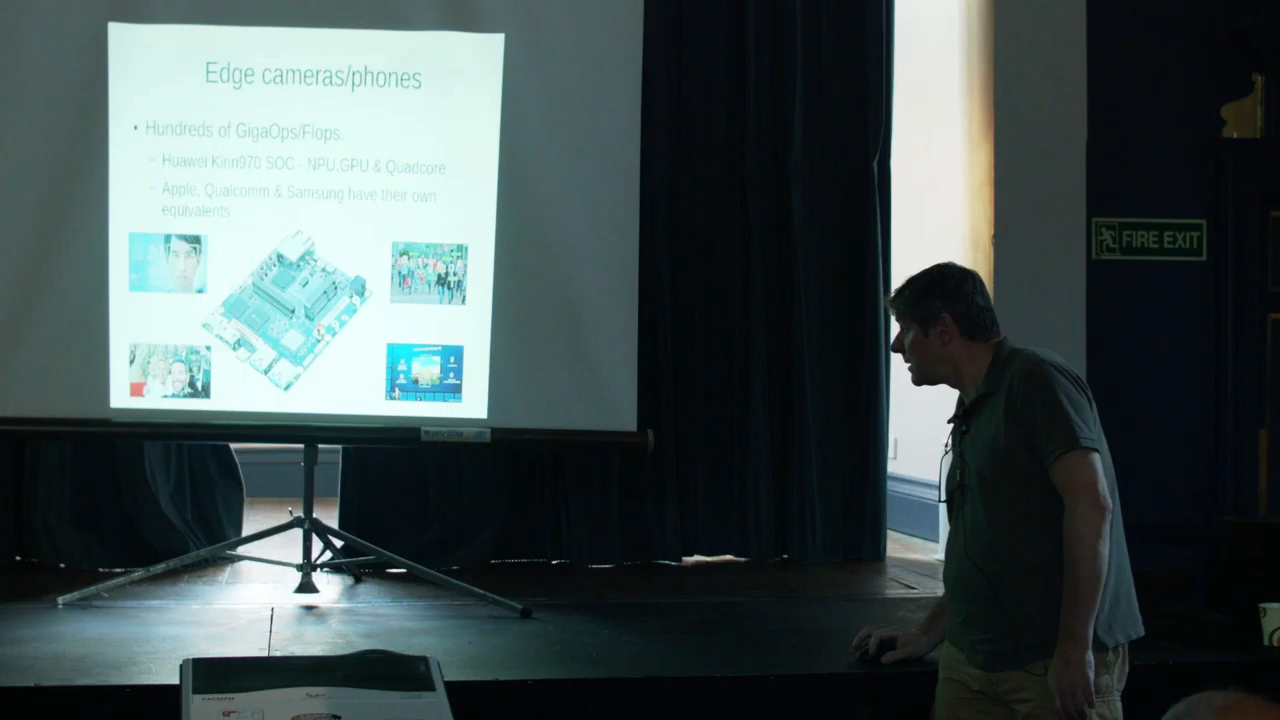 Edge cameras/phones
• Hundreds of GigaOps/Flops.
– Huawei Kirin970 SOC - NPU.GPU & Quadcore
– Apple, Qualcomm & Samsung have their own
equivalents
FIRE EXIT